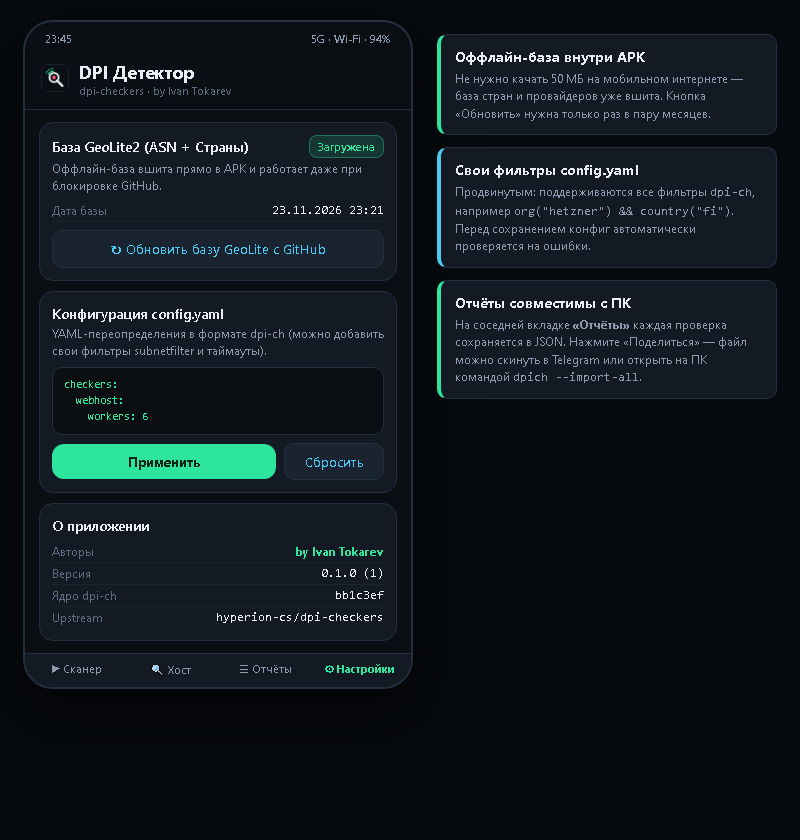 23:45
5G · Wi-Fi · 94%
DPI Детектор
dpi-checkers · by Ivan Tokarev
База GeoLite2 (ASN + Страны)
Загружена
Оффлайн-база вшита прямо в APK и работает даже при
блокировке GitHub.
Дата базы
23.11.2026 23:21
↻ Обновить базу GeoLite с GitHub
Конфигурация config.yaml
YAML-переопределения в формате dpi-ch (можно добавить
свои фильтры subnetfilter и таймауты).
checkers:
  webhost:
    workers: 6
Применить
Сбросить
О приложении
Авторы
by Ivan Tokarev
Версия
0.1.0 (1)
Ядро dpi-ch
bb1c3ef
Upstream
hyperion-cs/dpi-checkers
▶ Сканер
🔍 Хост
☰ Отчёты
⚙ Настройки
Оффлайн-база внутри APK
Не нужно качать 50 МБ на мобильном интернете —
база стран и провайдеров уже вшита. Кнопка
«Обновить» нужна только раз в пару месяцев.
Свои фильтры config.yaml
Продвинутым: поддерживаются все фильтры dpi-ch,
например org("hetzner") && country("fi").
Перед сохранением конфиг автоматически
проверяется на ошибки.
Отчёты совместимы с ПК
На соседней вкладке «Отчёты» каждая проверка
сохраняется в JSON. Нажмите «Поделиться» — файл
можно скинуть в Telegram или открыть на ПК
командой dpich --import-all.